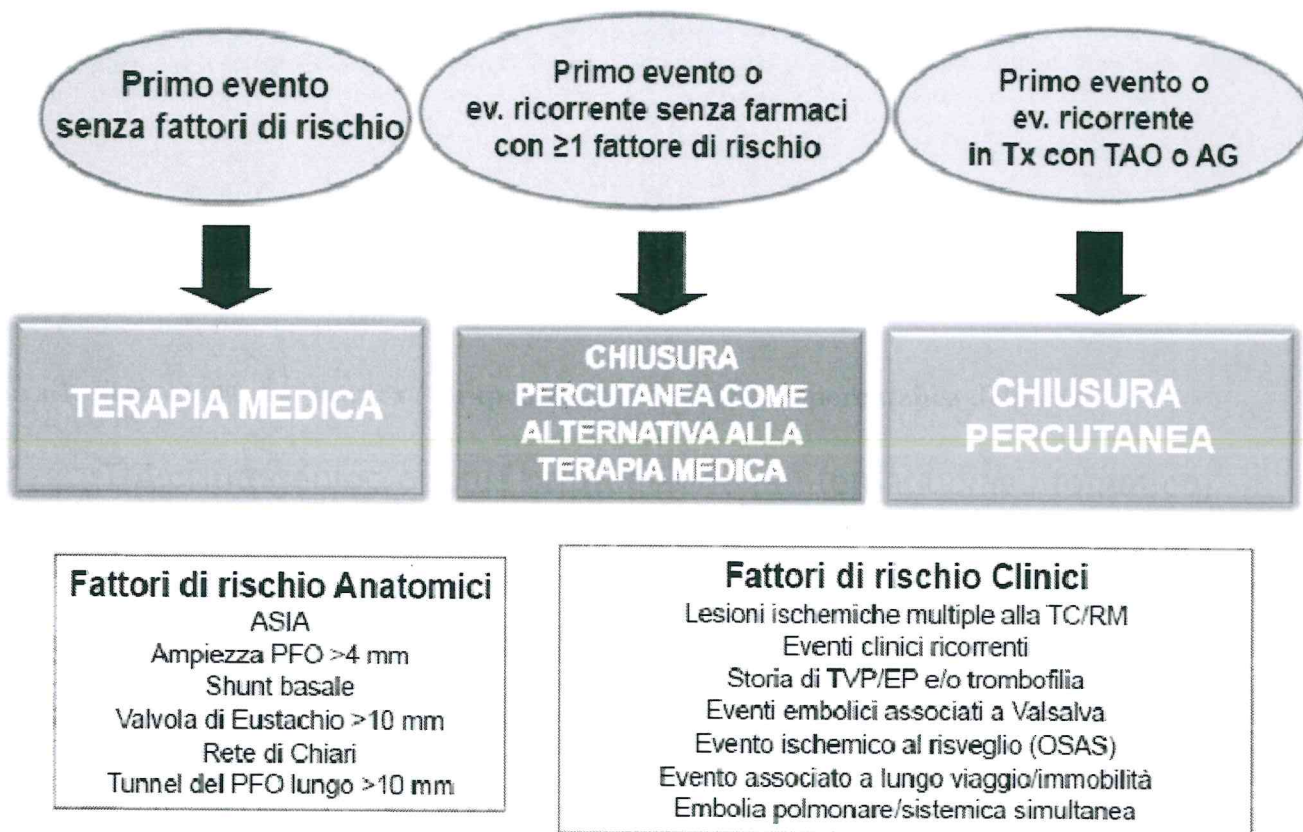 Primo evento
senza fattori di rischio
Primo evento o
ev. ricorrente senza farmaci
con ≥1 fattore di rischio
Primo evento o
ev. ricorrente
in Tx con TAO o AG
TERAPIA MEDICA
CHIUSURA
PERCUTANEA COME
ALTERNATIVA ALLA
TERAPIA MEDICA
CHIUSURA
PERCUTANEA
Fattori di rischio Anatomici
ASIA
Ampiezza PFO >4 mm
Shunt basale
Valvola di Eustachio >10 mm
Rete di Chiari
Tunnel del PFO lungo >10 mm
Fattori di rischio Clinici
Lesioni ischemiche multiple alla TC/RM
Eventi clinici ricorrenti
Storia di TVP/EP e/o trombofilia
Eventi embolici associati a Valsalva
Evento ischemico al risveglio (OSAS)
Evento associato a lungo viaggio/immobilità
Embolia polmonare/sistemica simultanea